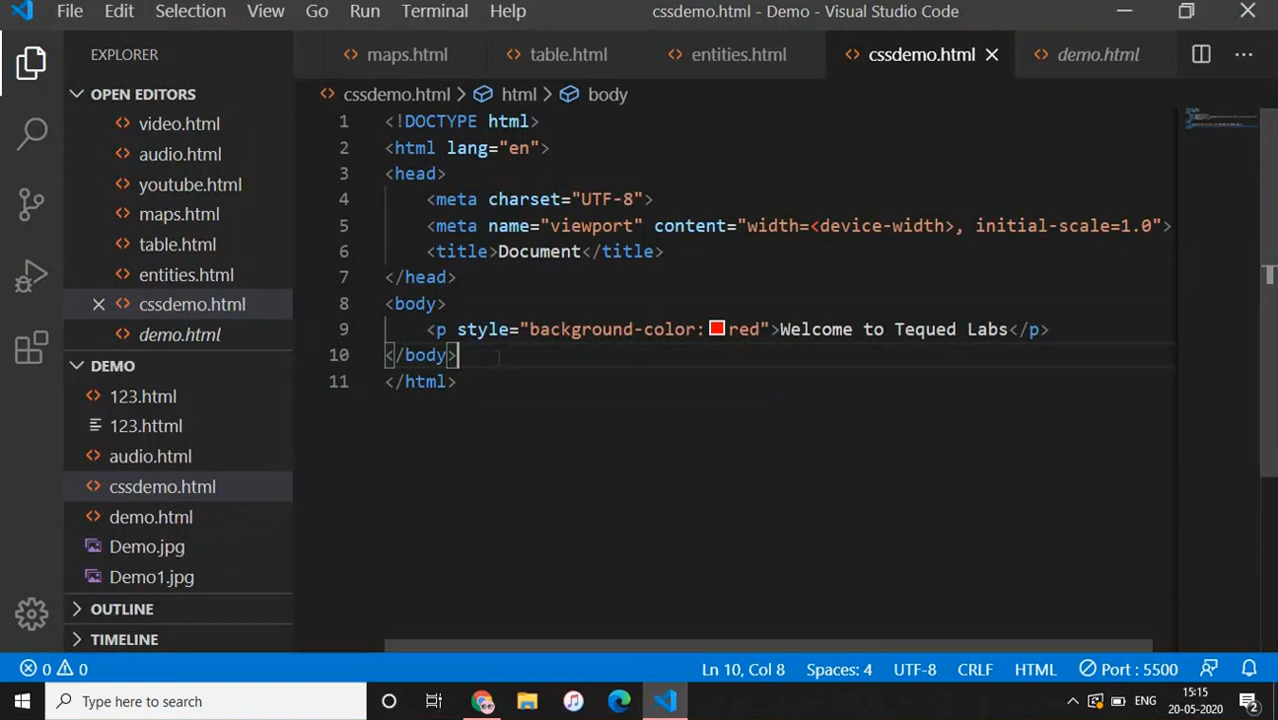 File Edit Selection View Go Run Terminal Help cssdemo.html - Demo - Visual Studio Code
EXPLORER
maps.html table.html entities.html cssdemo.html demo.html
OPEN EDITORS
video.html
audio.html
youtube.html
maps.html
table.html
entities.html
cssdemo.html
demo.html
DEMO
123.html
123.httml
audio.html
cssdemo.html
demo.html
Demo.jpg
Demo1.jpg
OUTLINE
TIMELINE
cssdemo.html > html > body
1 <!DOCTYPE html>
2 <html lang="en">
3 <head>
4 <meta charset="UTF-8">
5 <meta name="viewport" content="width=<device-width>, initial-scale=1.0">
6 <title>Document</title>
7 </head>
8 <body>
9 <p style="background-color:red">Welcome to Tequed Labs</p>
10 </body>
11 </html>
0 0 Ln 10, Col 8 Spaces: 4 UTF-8 CRLF HTML Port : 5500
Type here to search
ENG
15:15
20-05-2020
2